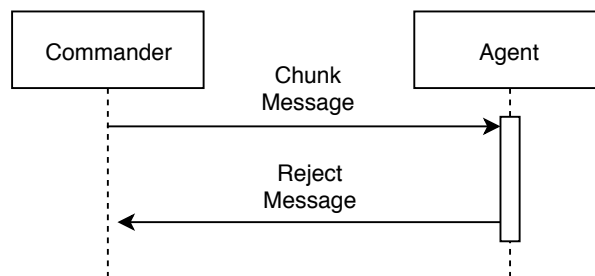 Commander
Agent
Chunk
Message
Reject
Message